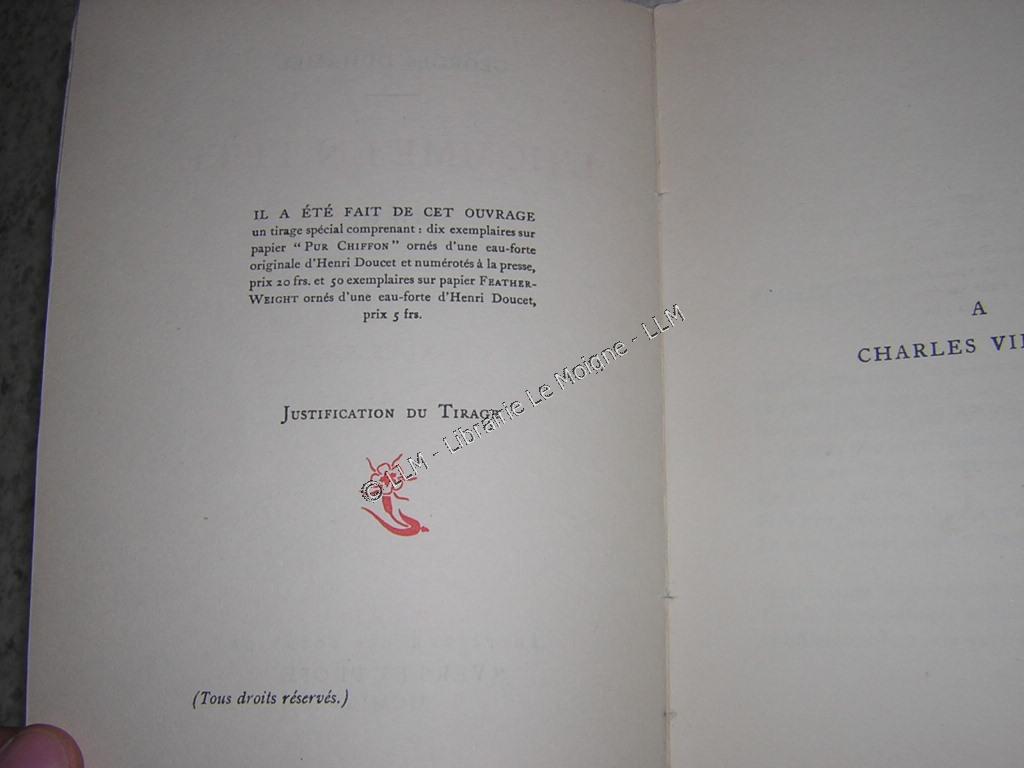 IL A ÉTÉ FAIT DE CET OUVRAGE
un tirage spécial comprenant : dix exemplaires sur
papier "PUR CHIFFON" ornés d'une eau-forte
originale d'Henri Doucet et numérotés à la presse,
prix 20 frs. et 50 exemplaires sur papier FEATHER-
WEIGHT ornés d'une eau-forte d'Henri Doucet,
prix 5 frs.
JUSTIFICATION DU TIRAGE
(Tous droits réservés.)
A
CHARLES
© LLM - Librairie Le Moigne - LLM